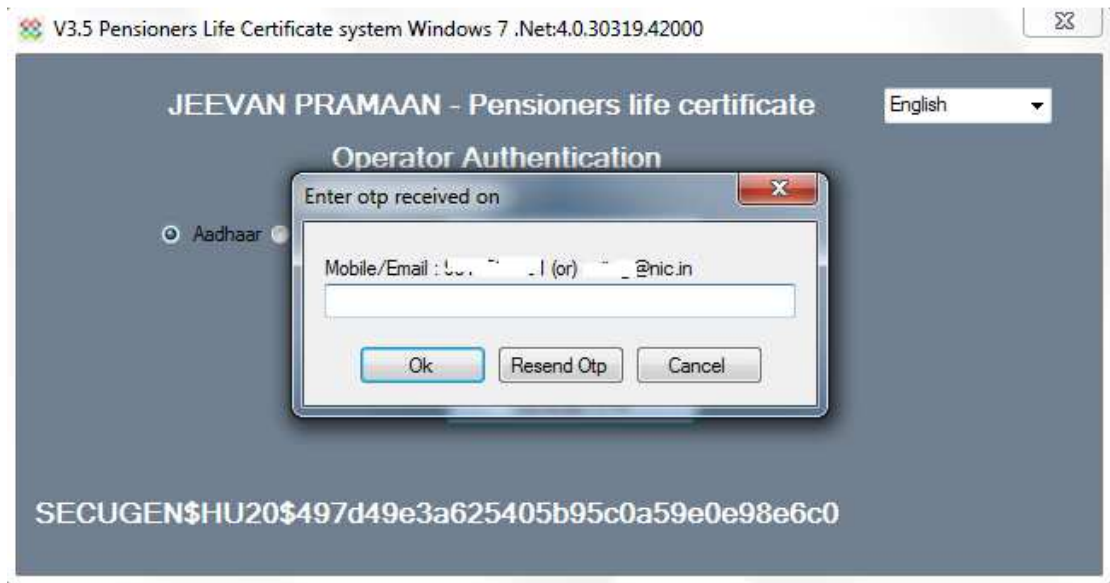 V3.5 Pensioners Life Certificate system Windows 7 .Net:4.0.30319.42000
JEEVAN PRAMAAN - Pensioners life certificate
English
Operator Authentication
Enter otp received on
Aadhaar
Mobile/Email : (or) @nic.in
Ok
Resend Otp
Cancel
SECUGEN$HU20$497d49e3a625405b95c0a59e0e98e6c0